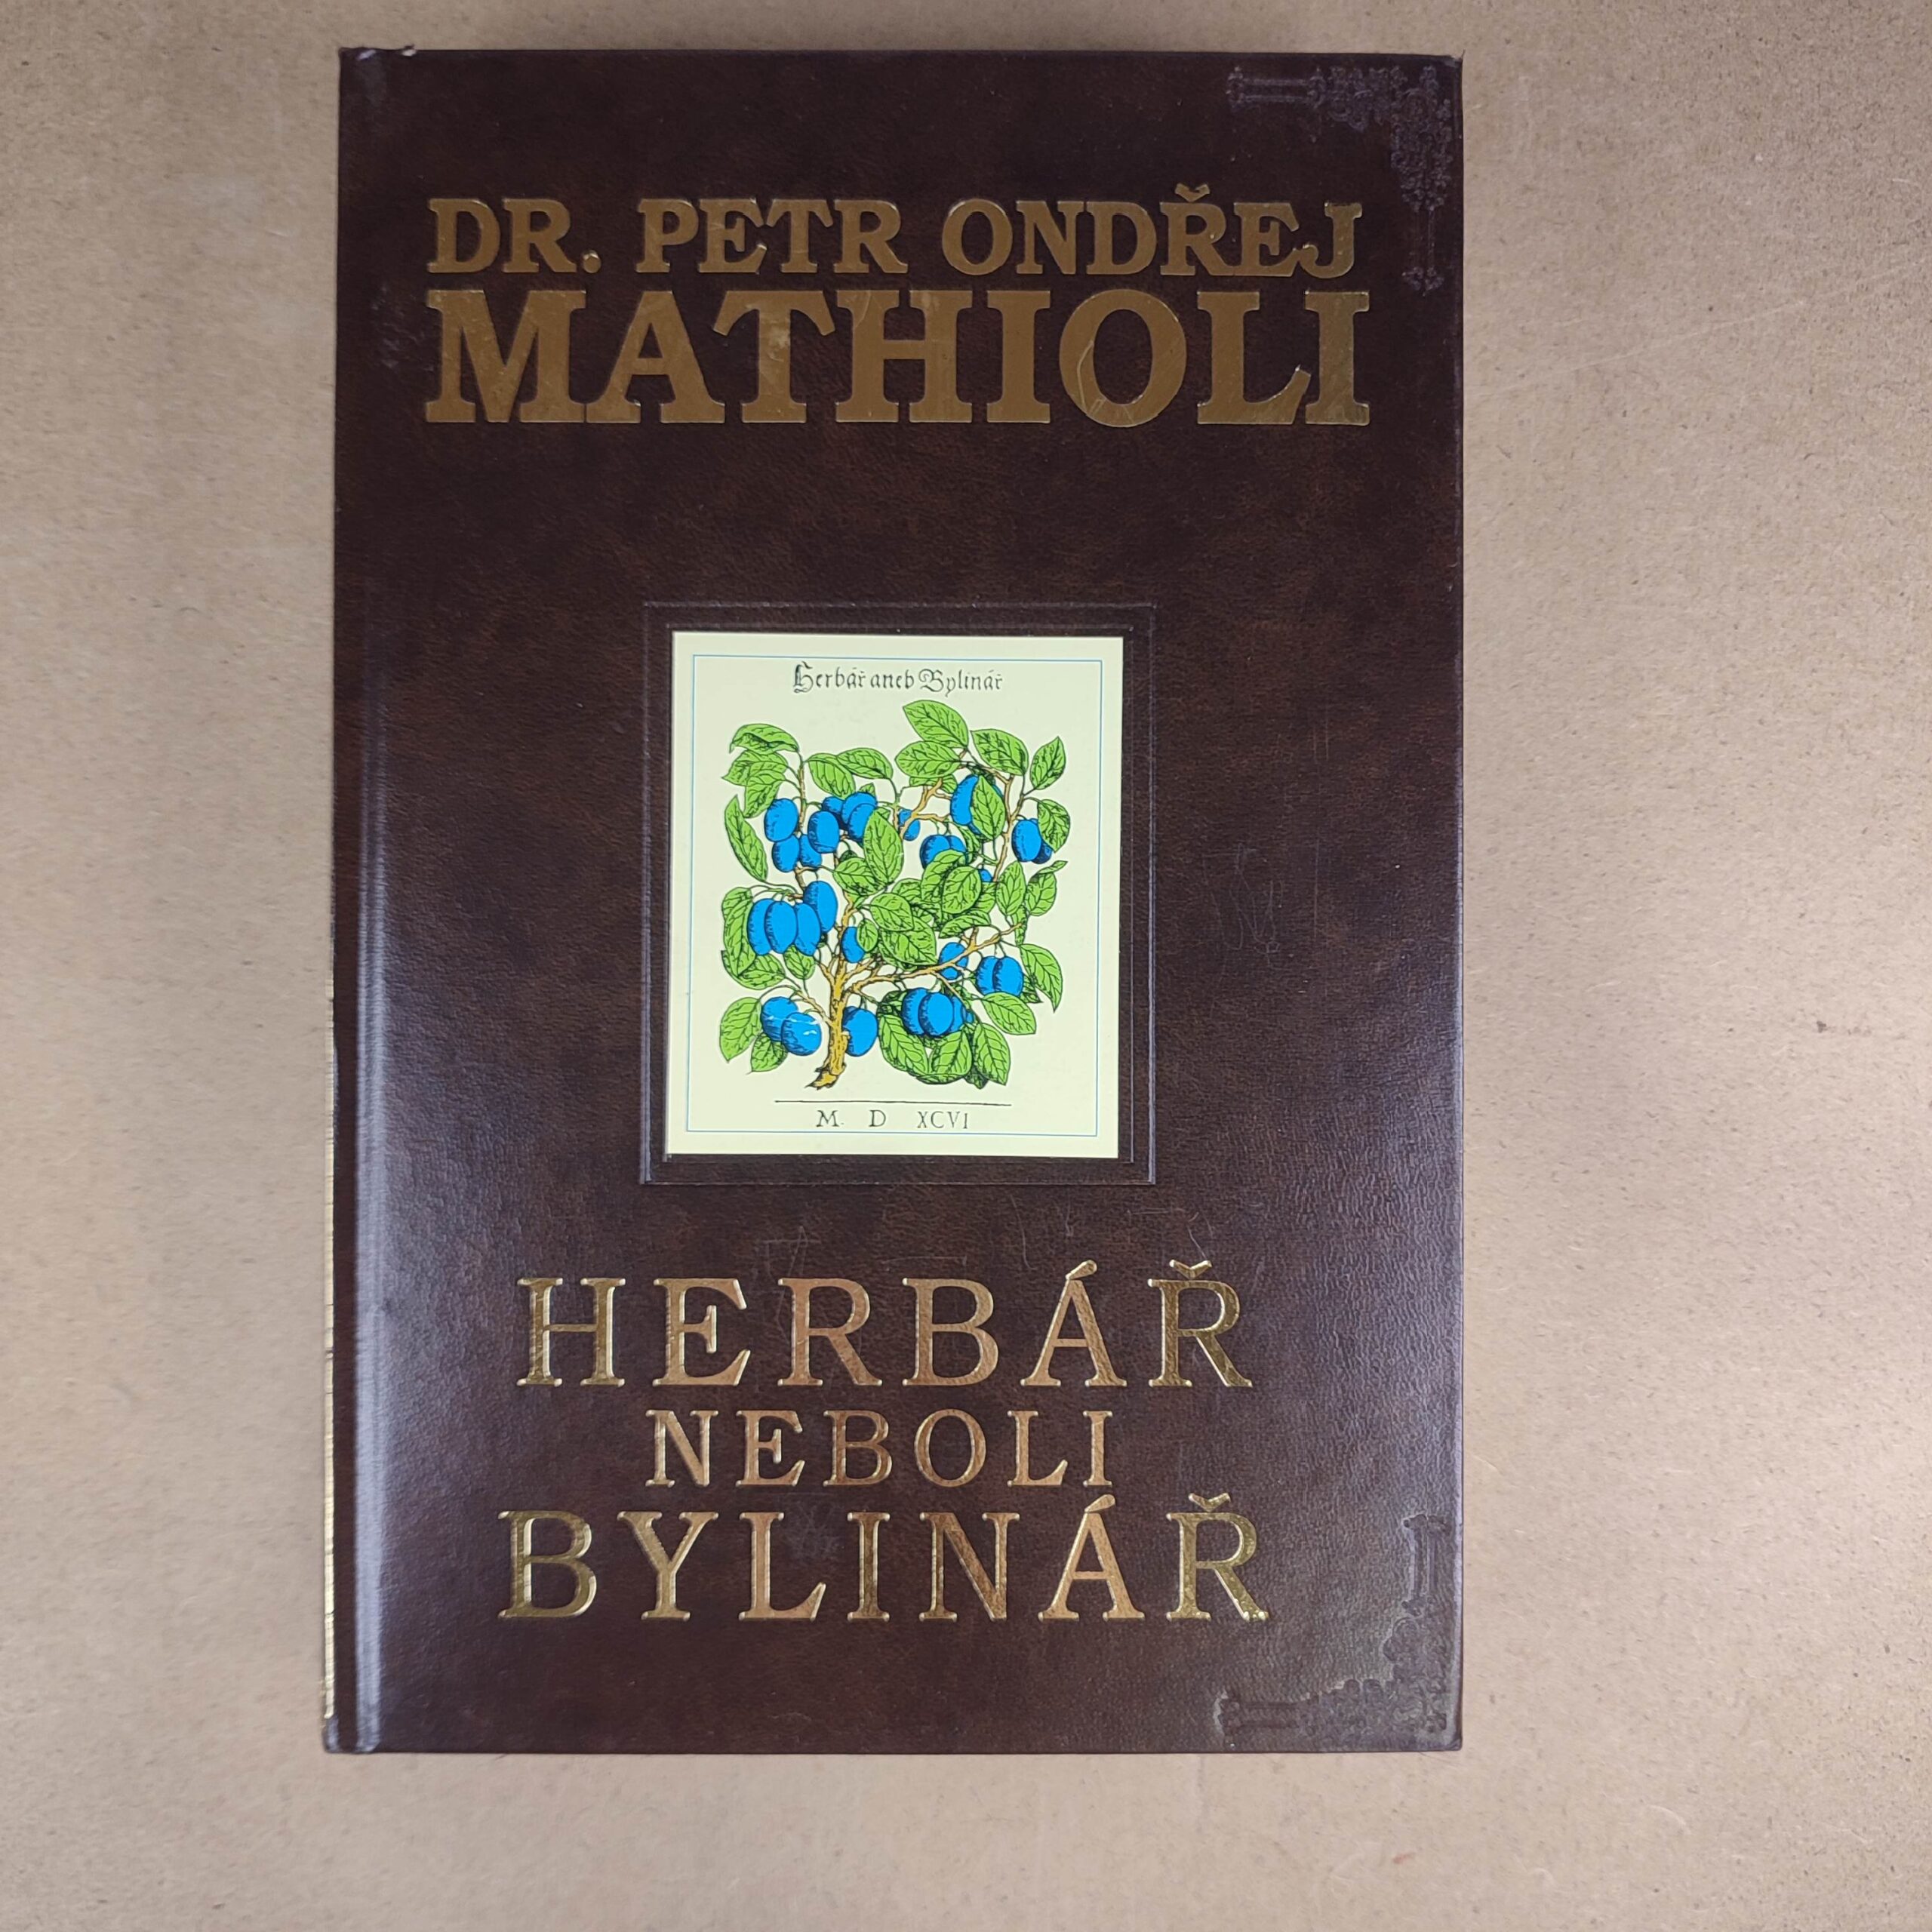 DR. PETR ONDŘEJ
MATHIOLI
Herbář aneb Bylinář
M. D XCVI
HERBÁŘ
NEBOLI
BYLINÁŘ